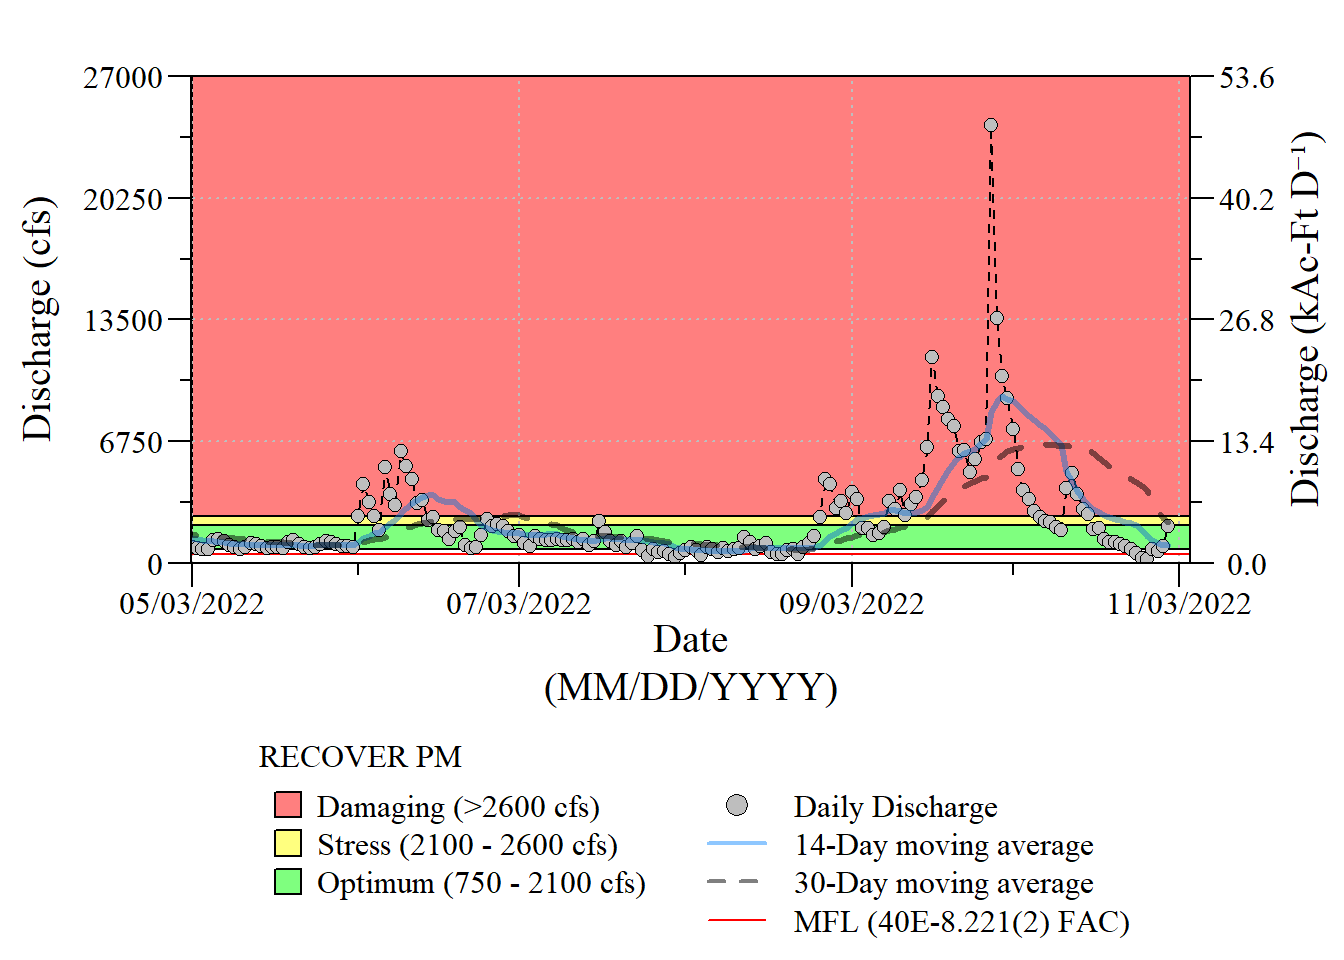 27000
20250
13500
6750
0
Discharge (cfs)
53.6
40.2
26.8
13.4
0.0
Discharge (kAc-Ft D⁻¹)
05/03/2022
07/03/2022
09/03/2022
11/03/2022
Date
(MM/DD/YYYY)
RECOVER PM
Damaging (>2600 cfs)
Stress (2100 - 2600 cfs)
Optimum (750 - 2100 cfs)
Daily Discharge
14-Day moving average
30-Day moving average
MFL (40E-8.221(2) FAC)